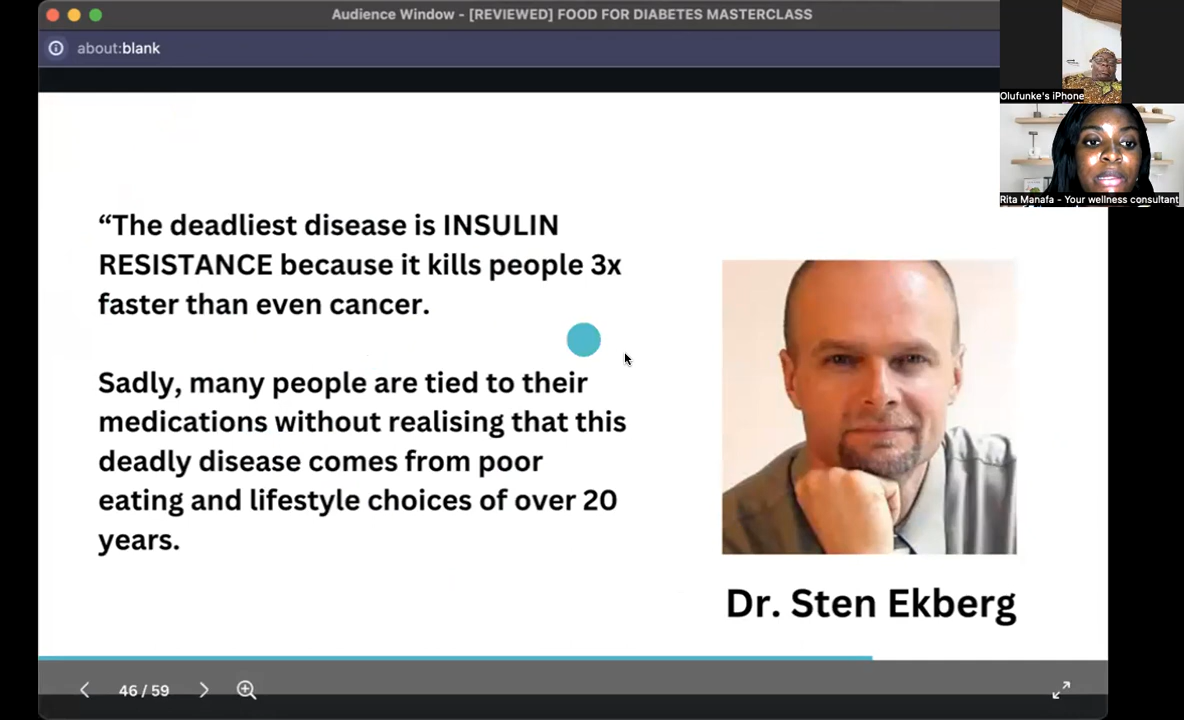 Audience Window - [REVIEWED] FOOD FOR DIABETES MASTERCLASS
about:blank
Olufunke's iPhone
Rita Manafa - Your wellness consultant
“The deadliest disease is INSULIN
RESISTANCE because it kills people 3x
faster than even cancer.
Sadly, many people are tied to their
medications without realising that this
deadly disease comes from poor
eating and lifestyle choices of over 20
years.
Dr. Sten Ekberg
46 / 59